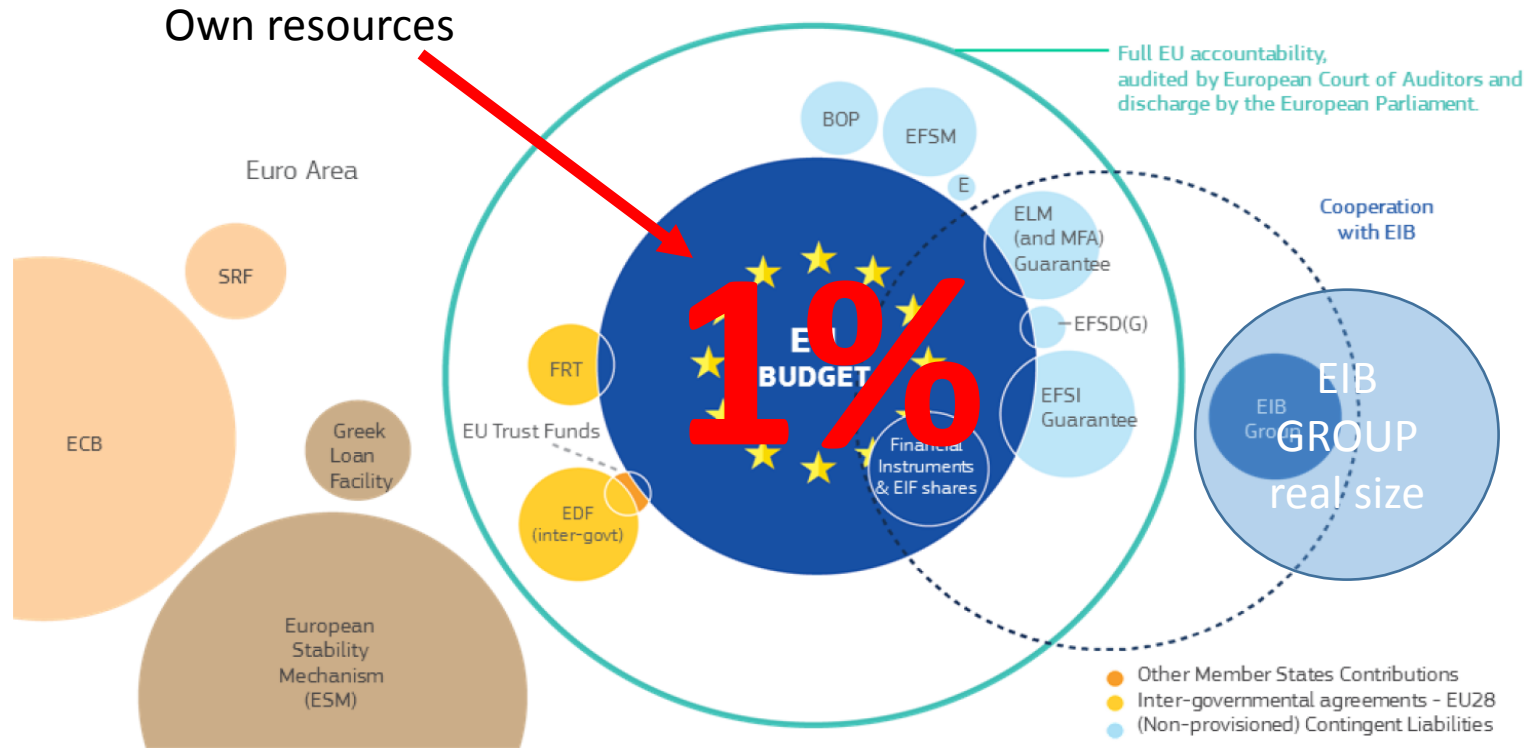 Own resources
Full EU accountability,
audited by European Court of Auditors and
discharge by the European Parliament.
BOP
EFSM
E
Euro Area
ELM
(and MFA)
Guarantee
Cooperation
with EIB
SRF
EFSD(G)
1%
BUDGET
FRT
EFSI
Guarantee
EIB
Group
EIB
GROUP
real size
ECB
Greek
Loan
Facility
EU Trust Funds
Financial
Instruments
& EIF shares
EDF
(inter-govt)
European
Stability
Mechanism
(ESM)
Other Member States Contributions
Inter-governmental agreements - EU28
(Non-provisioned) Contingent Liabilities